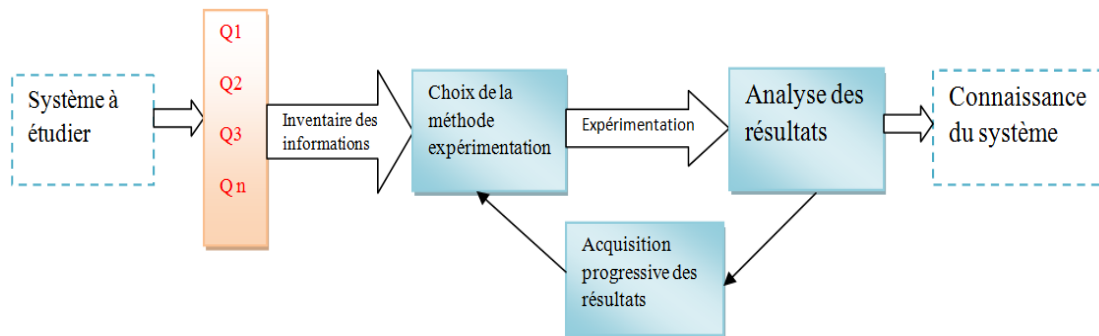 Système à
étudier
Q1
Q2
Q3
Q n
Inventaire des
informations
Choix de la
méthode
expérimentation
Expérimentation
Analyse des
résultats
Connaissance
du système
Acquisition
progressive des
résultats